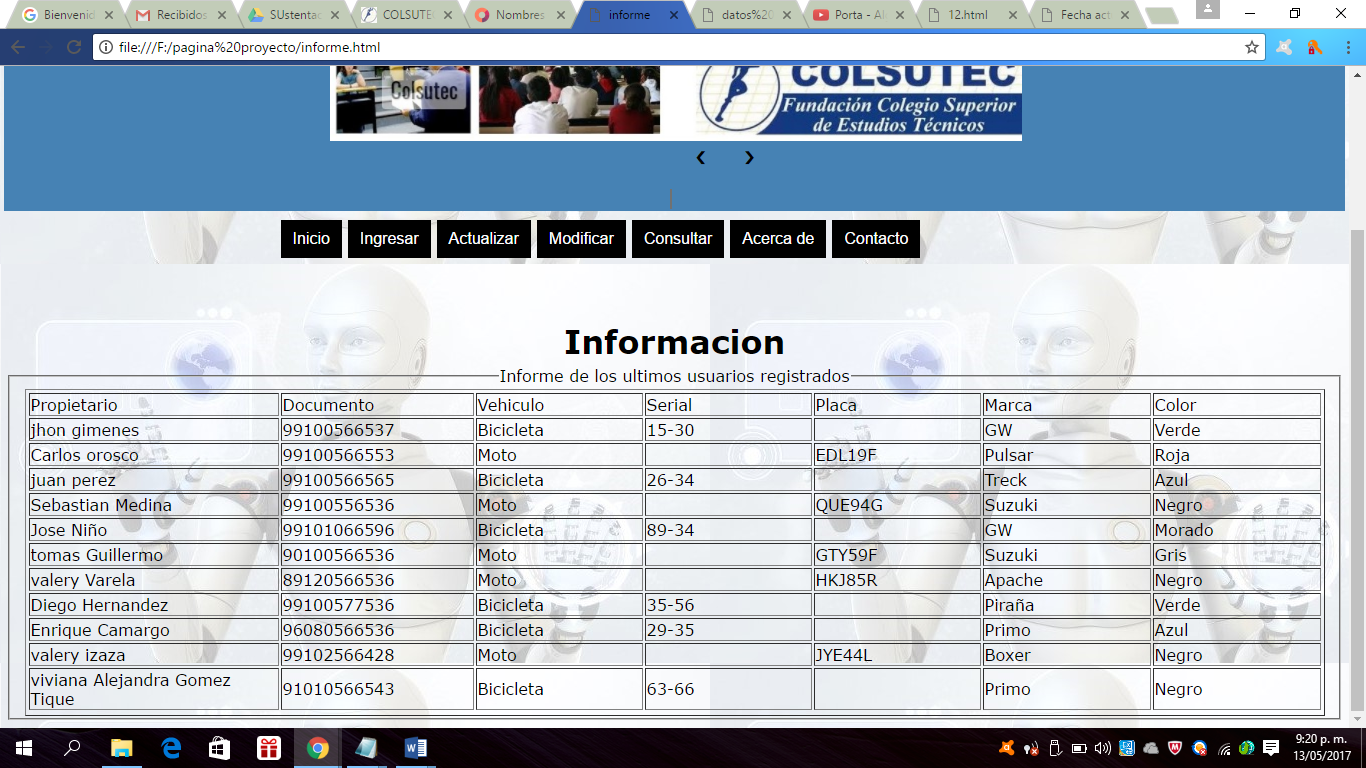 Bienvenid
Recibidos
SUstentac
COLSUTEC
Nombres
informe
datos%20
Porta - Al
12.html
Fecha act
file:///F:/pagina%20proyecto/informe.html
Colsutec
COLSUTEC
Fundación Colegio Superior
de Estudios Técnicos
‹ ›
Inicio Ingresar Actualizar Modificar Consultar Acerca de Contacto
Informacion
Informe de los ultimos usuarios registrados
Propietario Documento Vehiculo Serial Placa Marca Color
jhon gimenes 99100566537 Bicicleta 15-30 GW Verde
Carlos orosco 99100566553 Moto EDL19F Pulsar Roja
juan perez 99100566565 Bicicleta 26-34 Treck Azul
Sebastian Medina 99100556536 Moto QUE94G Suzuki Negro
Jose Niño 99101066596 Bicicleta 89-34 GW Morado
tomas Guillermo 90100566536 Moto GTY59F Suzuki Gris
valery Varela 89120566536 Moto HKJ85R Apache Negro
Diego Hernandez 99100577536 Bicicleta 35-56 Piraña Verde
Enrique Camargo 96080566536 Bicicleta 29-35 Primo Azul
valery izaza 99102566428 Moto JYE44L Boxer Negro
viviana Alejandra Gomez
Tique 91010566543 Bicicleta 63-66 Primo Negro
9:20 p. m.
13/05/2017